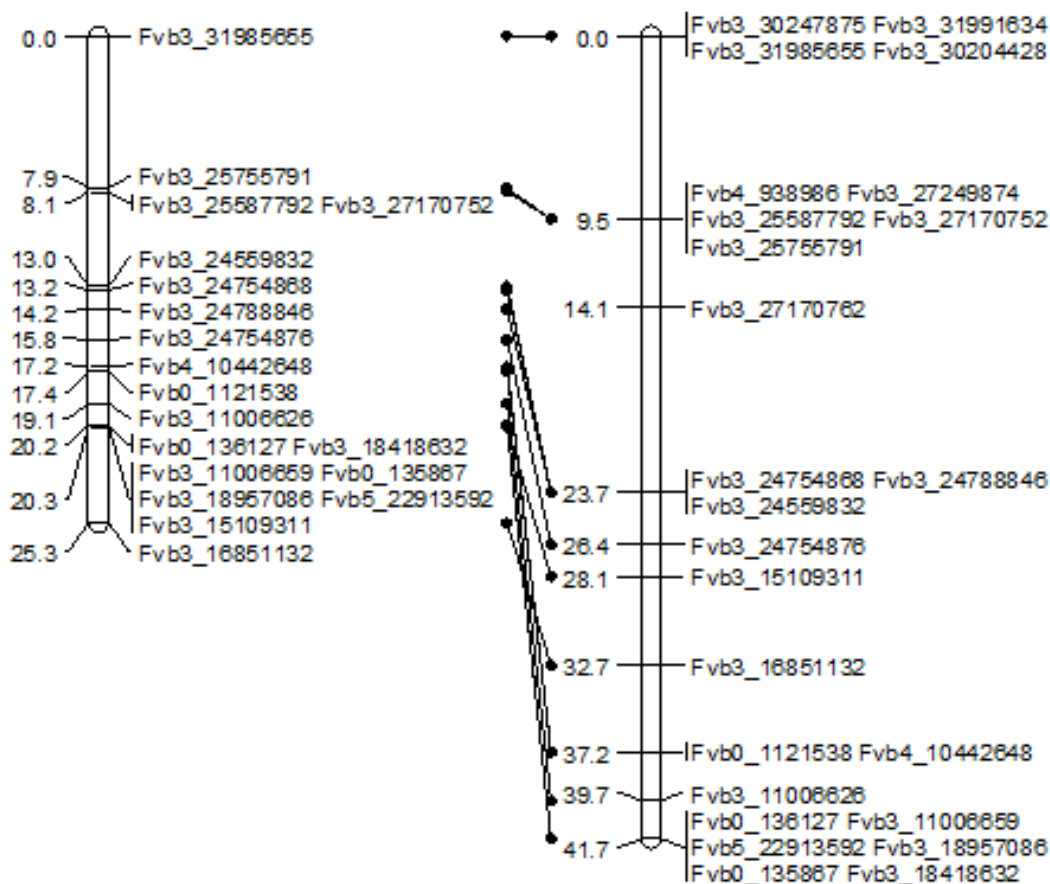 0.0 Fvb3_31985655
7.9 Fvb3_25755791
8.1 Fvb3_25587792 Fvb3_27170752
13.0 Fvb3_24559832
13.2 Fvb3_24754868
14.2 Fvb3_24788846
15.8 Fvb3_24754876
17.2 Fvb4_10442648
17.4 Fvb0_1121538
19.1 Fvb3_11006626
20.2 Fvb0_136127 Fvb3_18418632
Fvb3_11006659 Fvb0_135867
20.3 Fvb3_18957086 Fvb5_22913592
Fvb3_15109311
25.3 Fvb3_16851132
Fvb3_30247875 Fvb3_31991634
0.0 Fvb3_31985655 Fvb3_30204428
Fvb4_938986 Fvb3_27249874
9.5 Fvb3_25587792 Fvb3_27170752
Fvb3_25755791
14.1 Fvb3_27170762
23.7 Fvb3_24754868 Fvb3_24788846
Fvb3_24559832
26.4 Fvb3_24754876
28.1 Fvb3_15109311
32.7 Fvb3_16851132
37.2 Fvb0_1121538 Fvb4_10442648
39.7 Fvb3_11006626
Fvb0_136127 Fvb3_11006659
41.7 Fvb5_22913592 Fvb3_18957086
Fvb0_135867 Fvb3_18418632